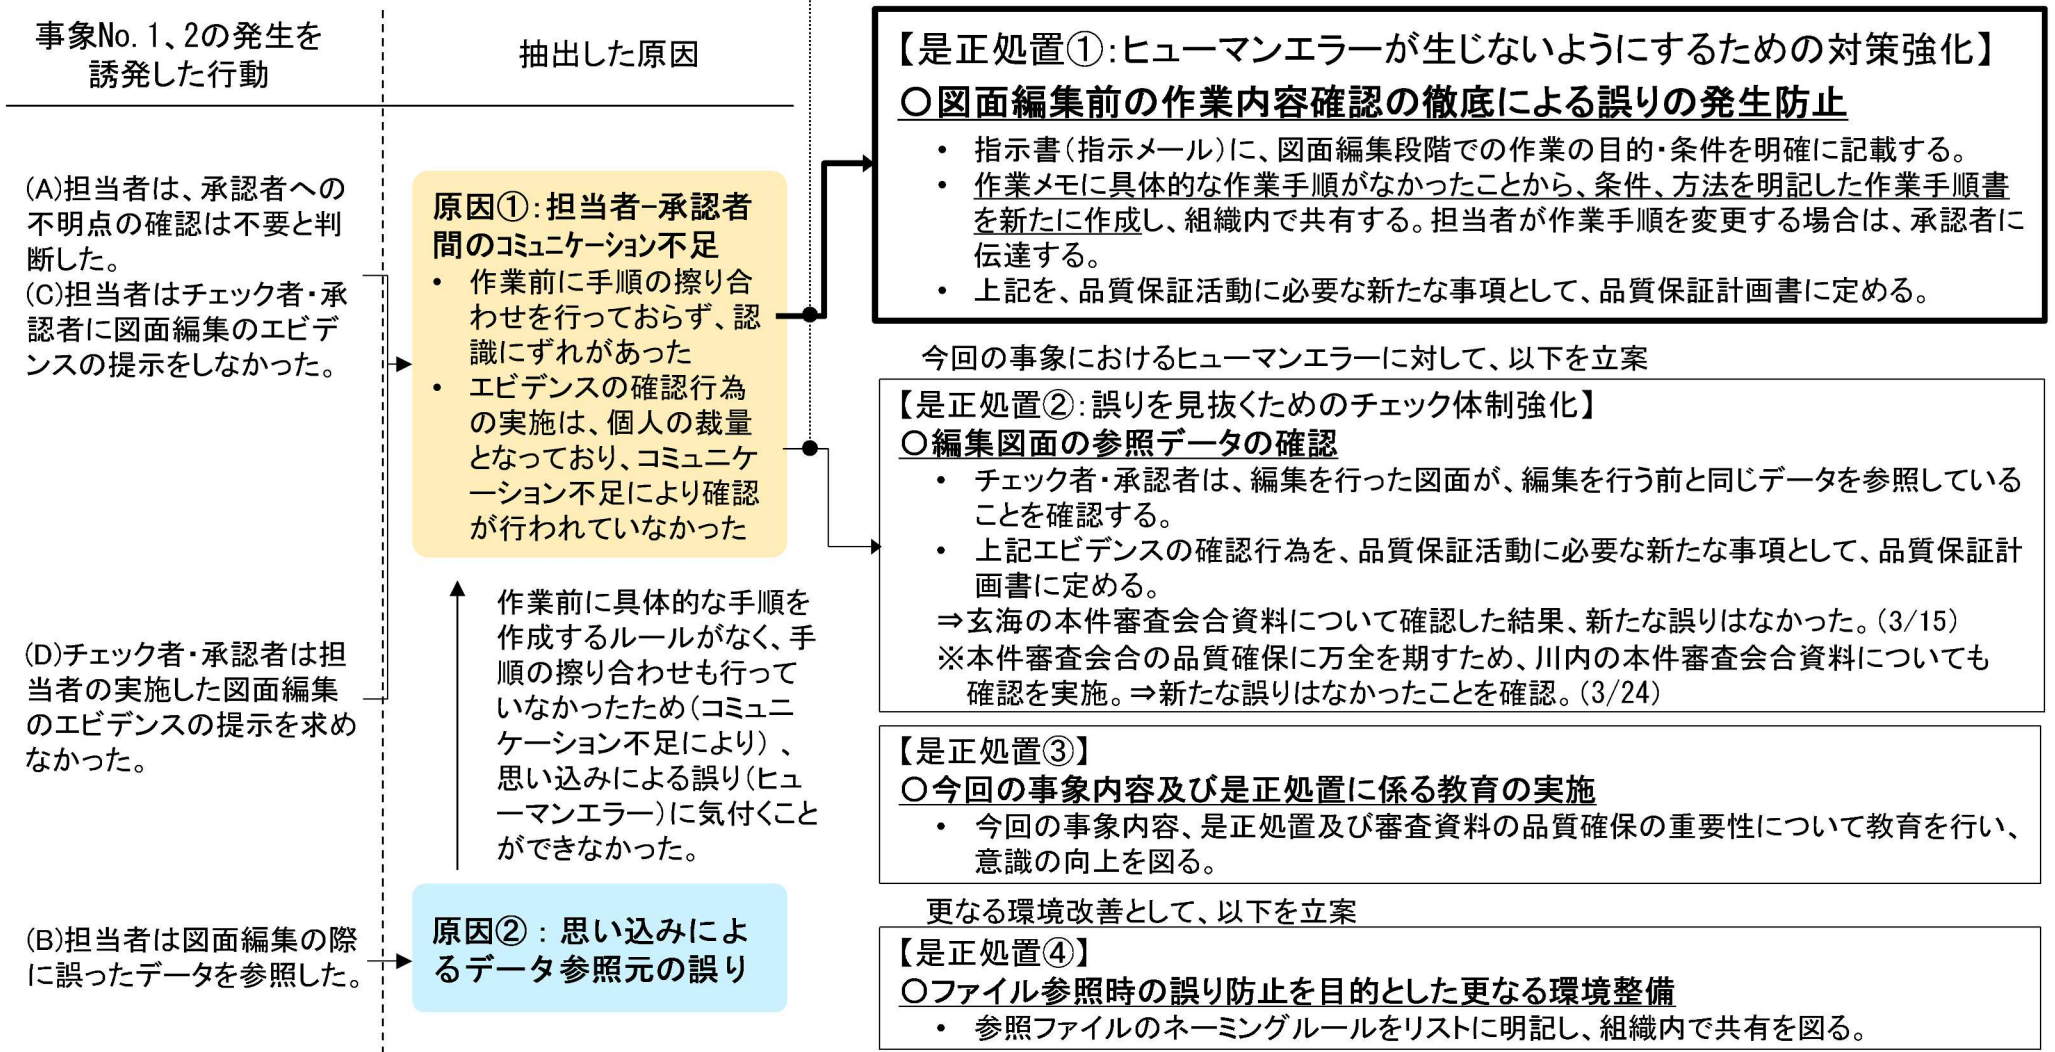 事象No.1、2の発生を
誘発した行動
抽出した原因
(A)担当者は、承認者への
不明点の確認は不要と判
断した。
(C)担当者はチェック者・承
認者に図面編集のエビデ
ンスの提示をしなかった。
(D)チェック者・承認者は担
当者の実施した図面編集
のエビデンスの提示を求め
なかった。
(B)担当者は図面編集の際
に誤ったデータを参照した。
原因①：担当者-承認者
間のコミュニケーション不足
• 作業前に手順の擦り合
わせを行っておらず、認
識にずれがあった
• エビデンスの確認行為
の実施は、個人の裁量
となっており、コミュニケ
ーション不足により確認
が行われていなかった
作業前に具体的な手順を
作成するルールがなく、手
順の擦り合わせも行って
いなかったため（コミュニ
ケーション不足により）、
思い込みによる誤り（ヒュ
ーマンエラー）に気付くこと
ができなかった。
原因②：思い込みによ
るデータ参照元の誤り
【是正処置①：ヒューマンエラーが生じないようにするための対策強化】
〇図面編集前の作業内容確認の徹底による誤りの発生防止
• 指示書（指示メール）に、図面編集段階での作業の目的・条件を明確に記載する。
• 作業メモに具体的な作業手順がなかったことから、条件、方法を明記した作業手順書
を新たに作成し、組織内で共有する。担当者が作業手順を変更する場合は、承認者に
伝達する。
• 上記を、品質保証活動に必要な新たな事項として、品質保証計画書に定める。
今回の事象におけるヒューマンエラーに対して、以下を立案
【是正処置②：誤りを見抜くためのチェック体制強化】
〇編集図面の参照データの確認
• チェック者・承認者は、編集を行った図面が、編集を行う前と同じデータを参照している
ことを確認する。
• 上記エビデンスの確認行為を、品質保証活動に必要な新たな事項として、品質保証計
画書に定める。
⇒玄海の本件審査会合資料について確認した結果、新たな誤りはなかった。(3/15)
※本件審査会合の品質確保に万全を期すため、川内の本件審査会合資料についても
確認を実施。⇒新たな誤りはなかったことを確認。(3/24)
【是正処置③】
〇今回の事象内容及び是正処置に係る教育の実施
• 今回の事象内容、是正処置及び審査資料の品質確保の重要性について教育を行い、
意識の向上を図る。
更なる環境改善として、以下を立案
【是正処置④】
〇ファイル参照時の誤り防止を目的とした更なる環境整備
• 参照ファイルのネーミングルールをリストに明記し、組織内で共有を図る。